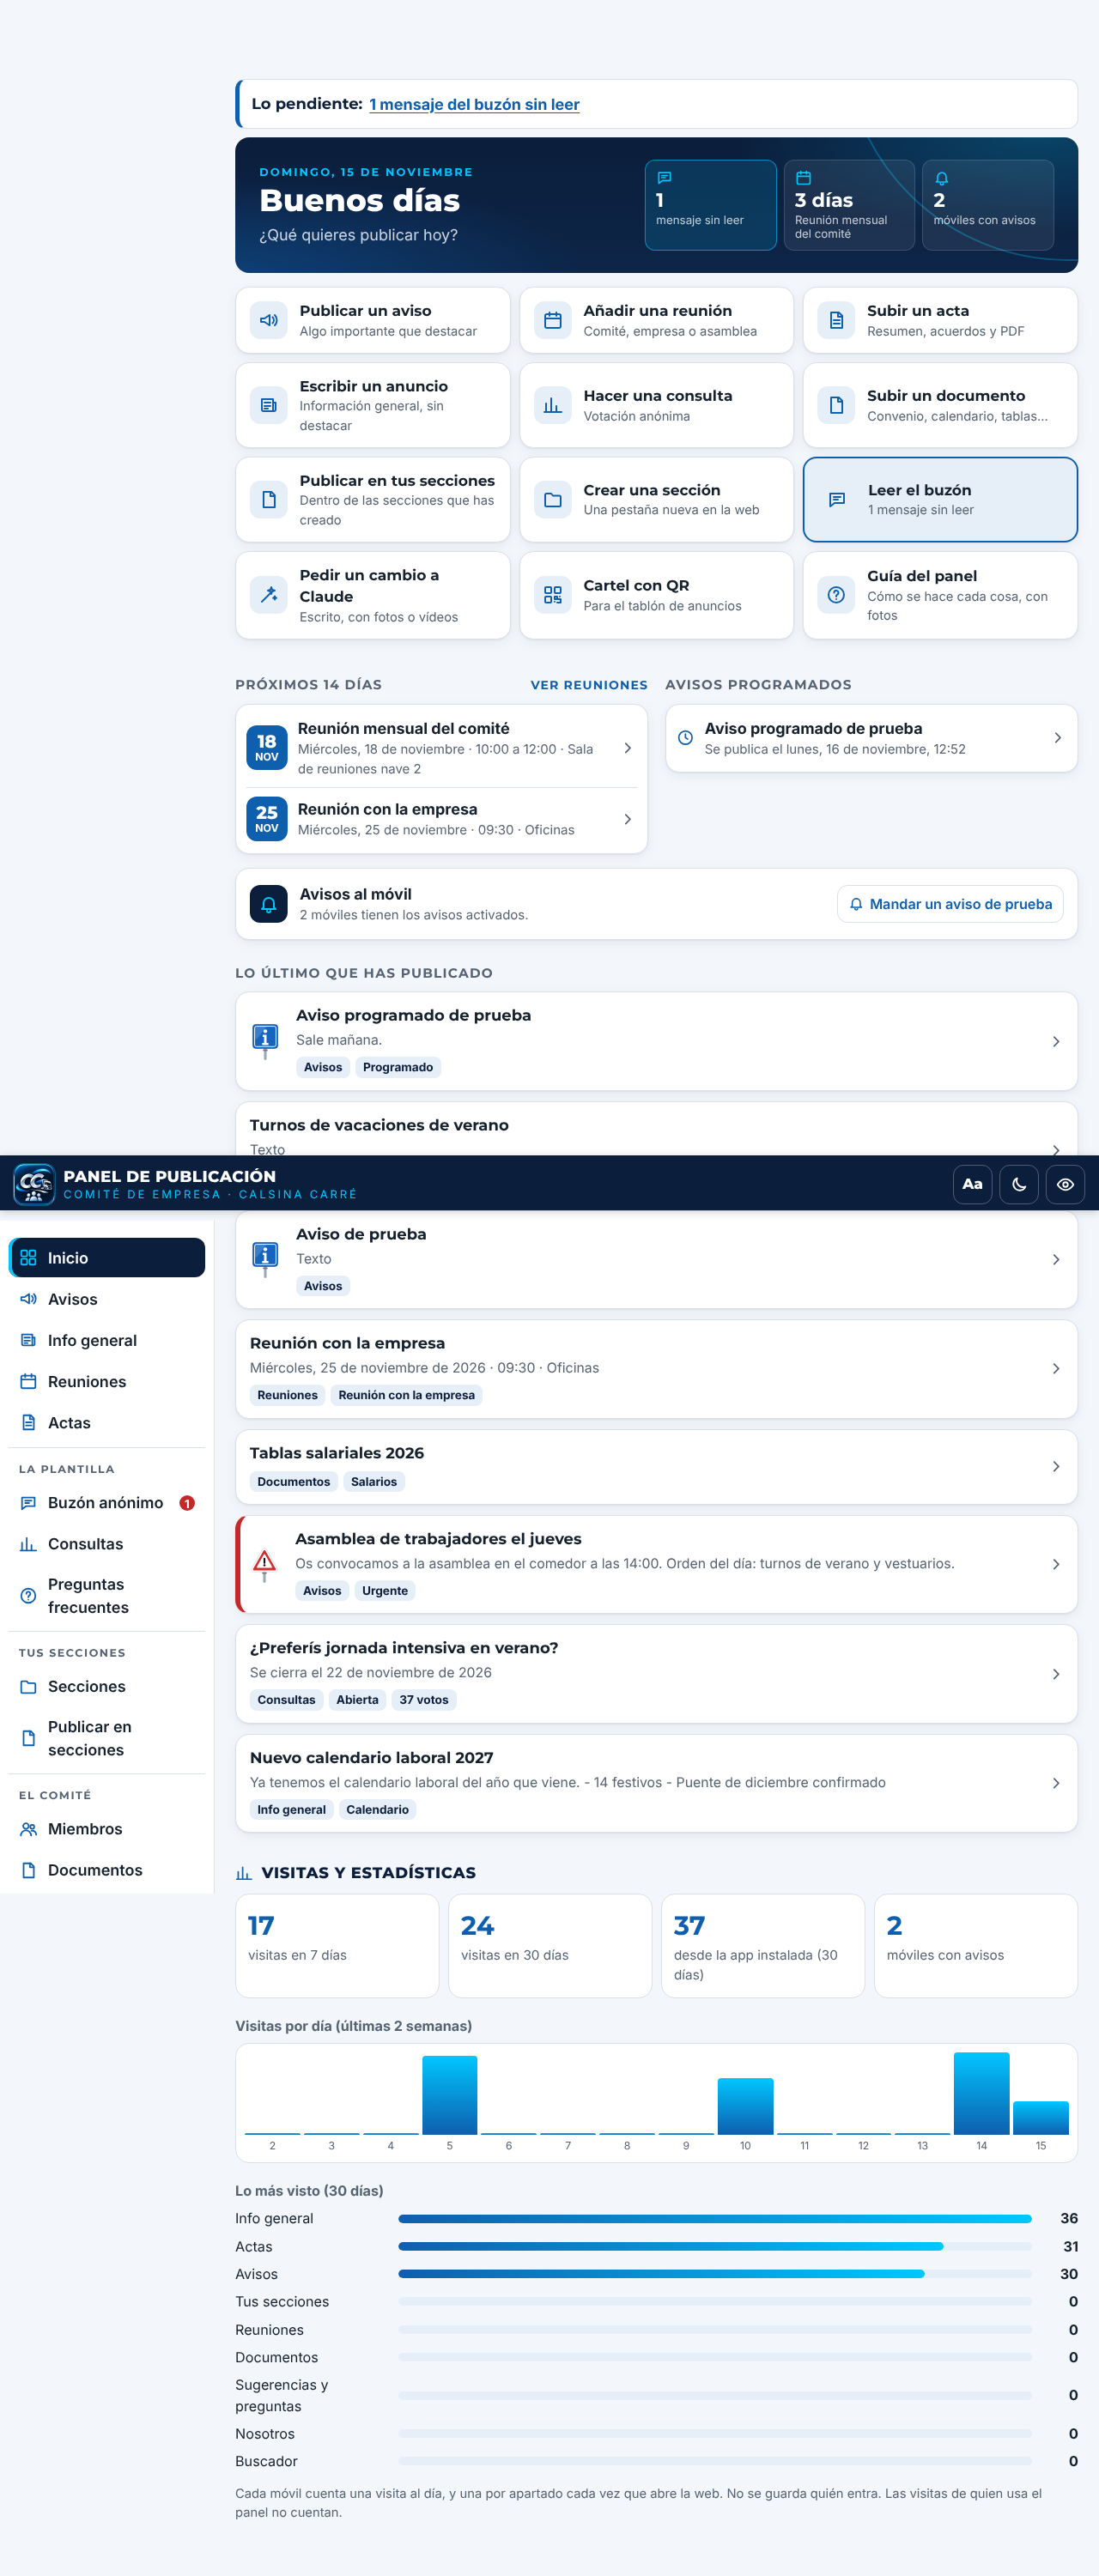 Lo pendiente: 1 mensaje del buzón sin leer
DOMINGO, 15 DE NOVIEMBRE
Buenos días
¿Qué quieres publicar hoy?
1
mensaje sin leer
3 días
Reunión mensual
del comité
2
móviles con avisos
Publicar un aviso
Algo importante que destacar
Añadir una reunión
Comité, empresa o asamblea
Subir un acta
Resumen, acuerdos y PDF
Escribir un anuncio
Información general, sin
destacar
Hacer una consulta
Votación anónima
Subir un documento
Convenio, calendario, tablas...
Publicar en tus secciones
Dentro de las secciones que has
creado
Crear una sección
Una pestaña nueva en la web
Leer el buzón
1 mensaje sin leer
Pedir un cambio a
Claude
Escrito, con fotos o vídeos
Cartel con QR
Para el tablón de anuncios
Guía del panel
Cómo se hace cada cosa, con
fotos
PRÓXIMOS 14 DÍAS
VER REUNIONES
18
NOV
Reunión mensual del comité
Miércoles, 18 de noviembre · 10:00 a 12:00 · Sala
de reuniones nave 2
25
NOV
Reunión con la empresa
Miércoles, 25 de noviembre · 09:30 · Oficinas
AVISOS PROGRAMADOS
Aviso programado de prueba
Se publica el lunes, 16 de noviembre, 12:52
Avisos al móvil
2 móviles tienen los avisos activados.
Mandar un aviso de prueba
LO ÚLTIMO QUE HAS PUBLICADO
Aviso programado de prueba
Sale mañana.
Avisos
Programado
Turnos de vacaciones de verano
Texto
PANEL DE PUBLICACIÓN
COMITÉ DE EMPRESA · CALSINA CARRÉ
Aa
Inicio
Avisos
Info general
Reuniones
Actas
LA PLANTILLA
Buzón anónimo
1
Consultas
Preguntas
frecuentes
TUS SECCIONES
Secciones
Publicar en
secciones
EL COMITÉ
Miembros
Documentos
Aviso de prueba
Texto
Avisos
Reunión con la empresa
Miércoles, 25 de noviembre de 2026 · 09:30 · Oficinas
Reuniones
Reunión con la empresa
Tablas salariales 2026
Documentos
Salarios
Asamblea de trabajadores el jueves
Os convocamos a la asamblea en el comedor a las 14:00. Orden del día: turnos de verano y vestuarios.
Avisos
Urgente
¿Preferís jornada intensiva en verano?
Se cierra el 22 de noviembre de 2026
Consultas
Abierta
37 votos
Nuevo calendario laboral 2027
Ya tenemos el calendario laboral del año que viene. - 14 festivos - Puente de diciembre confirmado
Info general
Calendario
VISITAS Y ESTADÍSTICAS
17
visitas en 7 días
24
visitas en 30 días
37
desde la app instalada (30
días)
2
móviles con avisos
Visitas por día (últimas 2 semanas)
2 3 4 5 6 7 8 9 10 11 12 13 14 15
Lo más visto (30 días)
Info general 36
Actas 31
Avisos 30
Tus secciones 0
Reuniones 0
Documentos 0
Sugerencias y
preguntas 0
Nosotros 0
Buscador 0
Cada móvil cuenta una visita al día, y una por apartado cada vez que abre la web. No se guarda quién entra. Las visitas de quien usa el
panel no cuentan.